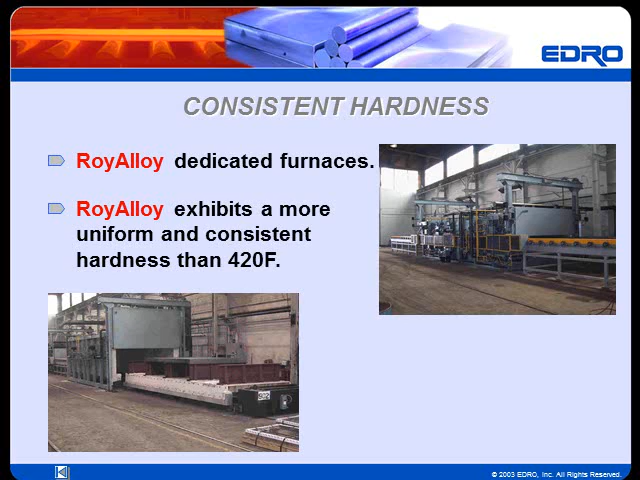 EDRO
CONSISTENT HARDNESS
RoyAlloy dedicated furnaces.
RoyAlloy exhibits a more
uniform and consistent
hardness than 420F.
© 2003 EDRO, Inc. All Rights Reserved.